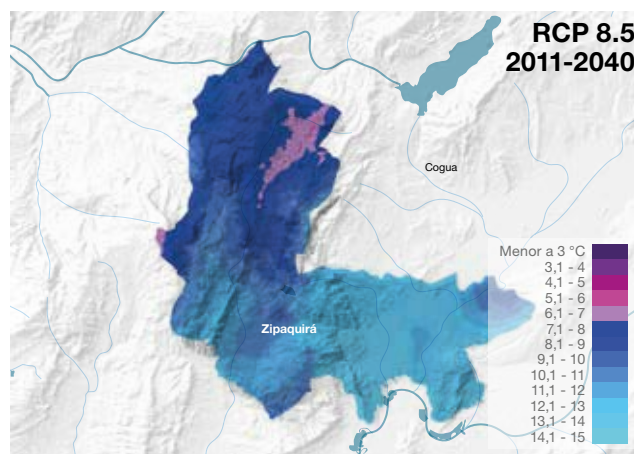 RCP 8.5
2011-2040
Cogua
Zipaquirá
Menor a 3 °C
3,1 - 4
4,1 - 5
5,1 - 6
6,1 - 7
7,1 - 8
8,1 - 9
9,1 - 10
10,1 - 11
11,1 - 12
12,1 - 13
13,1 - 14
14,1 - 15